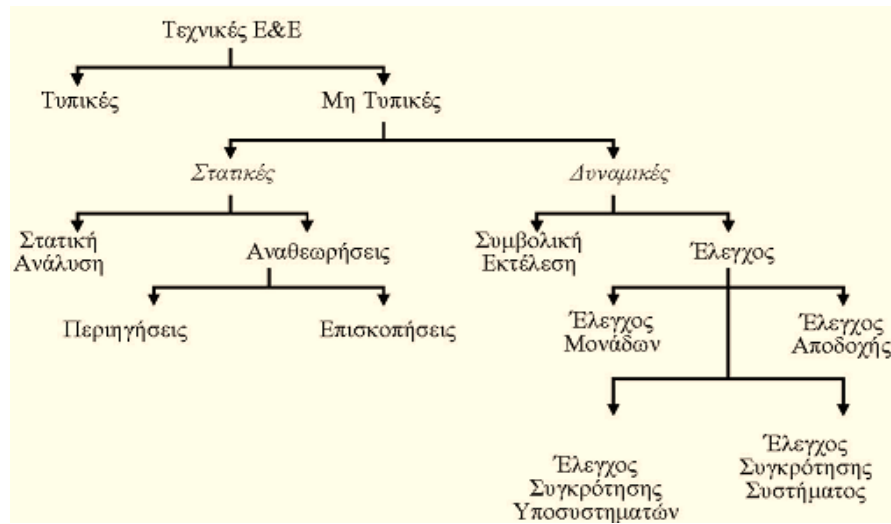 Τεχνικές Ε&Ε
Τυπικές
Μη Τυπικές
Στατικές
Δυναμικές
Στατική
Ανάλυση
Αναθεωρήσεις
Συμβολική
Εκτέλεση
Έλεγχος
Περιηγήσεις
Επισκοπήσεις
Έλεγχος
Μονάδων
Έλεγχος
Αποδοχής
Έλεγχος
Συγκρότησης
Υποσυστηματών
Έλεγχος
Συγκρότησης
Συστήματος